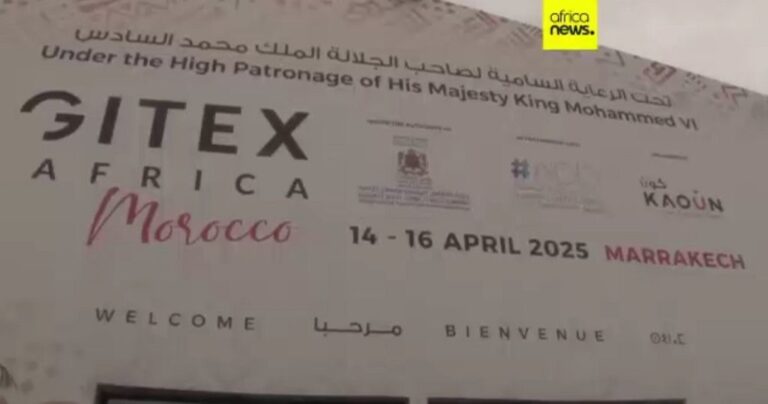 africa
news.
تحت الرعاية السامية لصاحب الجلالة الملك محمد السادس
Under the High Patronage of His Majesty King Mohammed VI
GITEX
AFRICA
Morocco
كون
KAOUN
14 - 16 APRIL 2025 MARRAKECH
WELCOME مرحبا BIENVENUE